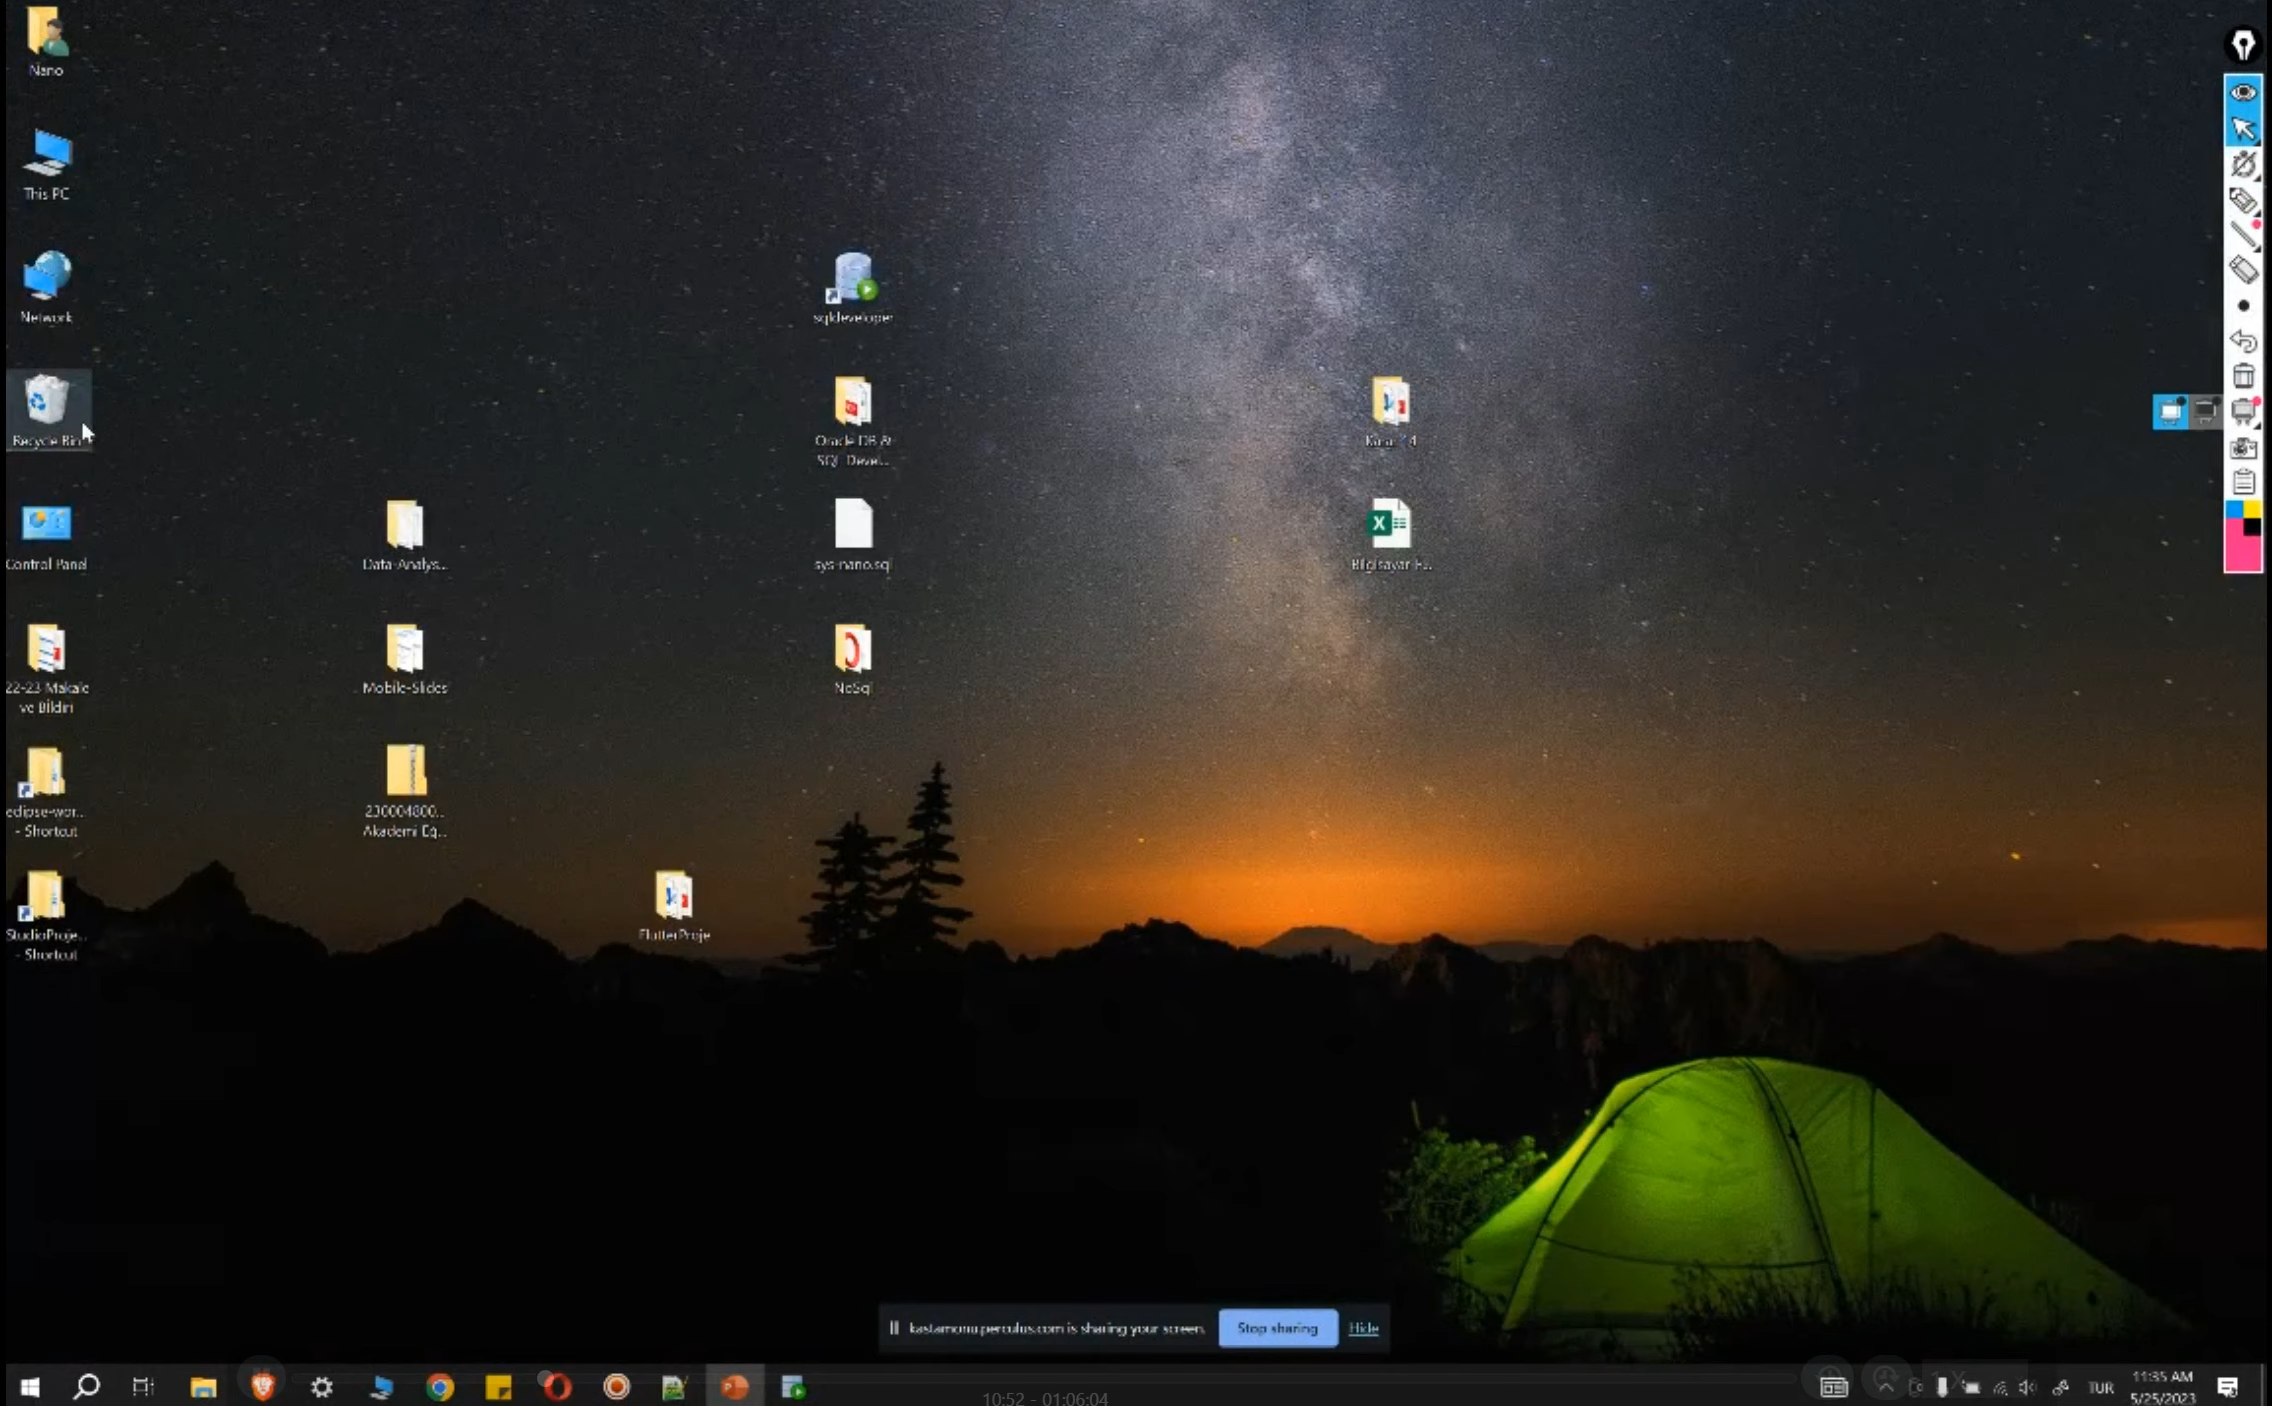 Nano
This PC
Network
Recycle Bin
Control Panel
22-23 Makale
ve Bildiri
eclipse-wor...
- Shortcut
StudioProje...
- Shortcut
Data-Analys...
Mobile-Slides
230004800...
Akademi Eğ...
FlutterProje
sqldeveloper
Oracle DB &
SQL Devel...
sys-nano.sql
NoSql
14
Bilgisayar
kastamonu.perculus.com is sharing your screen.
Stop sharing
Hide
10:52 - 01:06:04
TUR
11:35 AM
5/25/2023